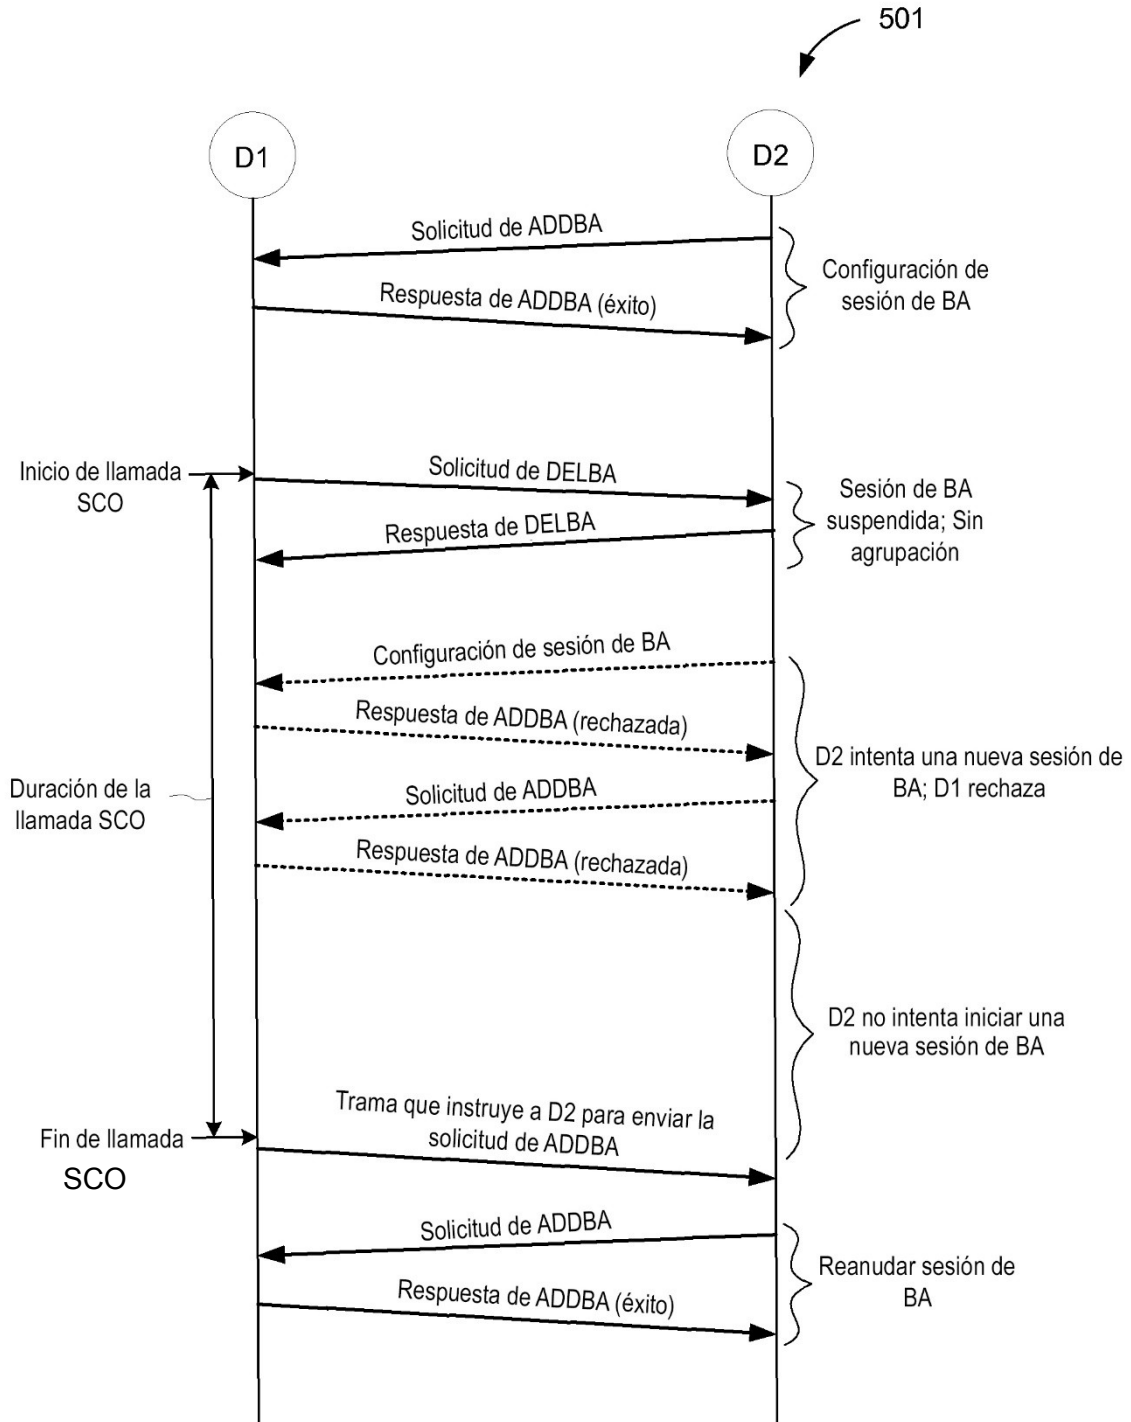 501
D1
D2
Solicitud de ADDBA
Respuesta de ADDBA (éxito)
Configuración de
sesión de BA
Inicio de llamada
SCO
Solicitud de DELBA
Respuesta de DELBA
Sesión de BA
suspendida; Sin
agrupación
Configuración de sesión de BA
Respuesta de ADDBA (rechazada)
Solicitud de ADDBA
Respuesta de ADDBA (rechazada)
D2 intenta una nueva sesión de
BA; D1 rechaza
Duración de la
llamada SCO
D2 no intenta iniciar una
nueva sesión de BA
Trama que instruye a D2 para enviar la
solicitud de ADDBA
Fin de llamada
SCO
Solicitud de ADDBA
Respuesta de ADDBA (éxito)
Reanudar sesión de
BA